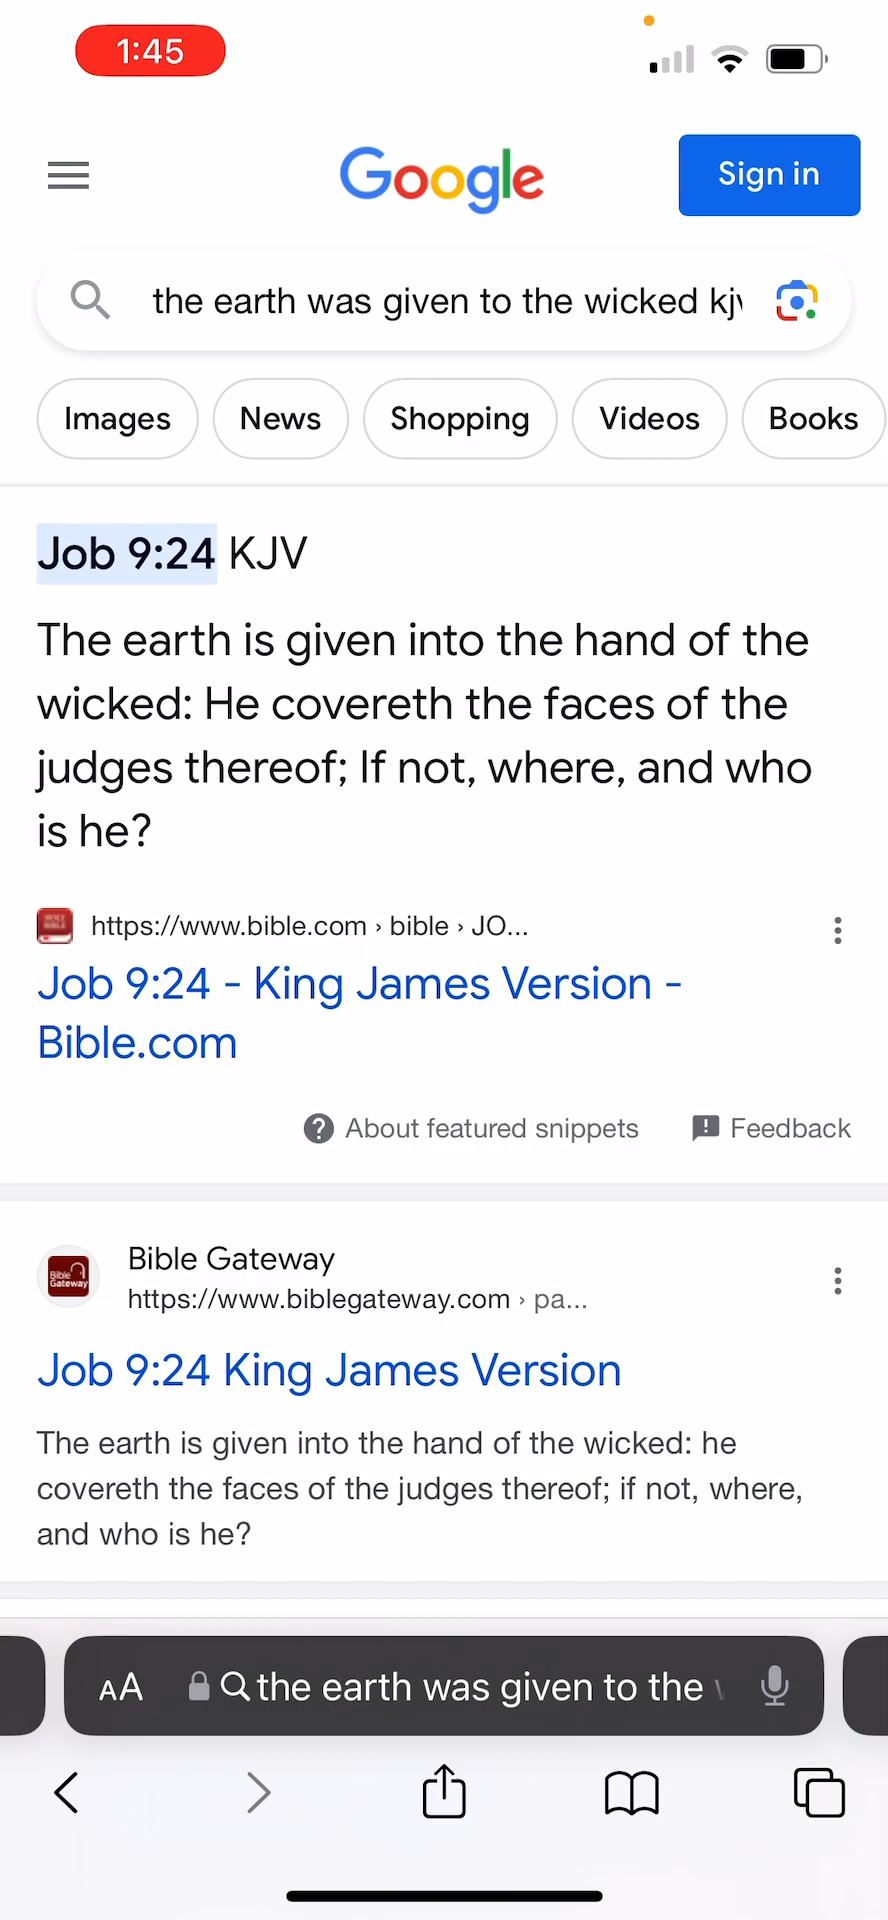 1:45
Google
Sign in
the earth was given to the wicked kjv
Images News Shopping Videos Books
Job 9:24 KJV
The earth is given into the hand of the
wicked: He covereth the faces of the
judges thereof; If not, where, and who
is he?
https://www.bible.com › bible › JO...
Job 9:24 - King James Version -
Bible.com
About featured snippets Feedback
Bible Gateway
https://www.biblegateway.com › pa...
Job 9:24 King James Version
The earth is given into the hand of the wicked: he
covereth the faces of the judges thereof; if not, where,
and who is he?
AA the earth was given to the